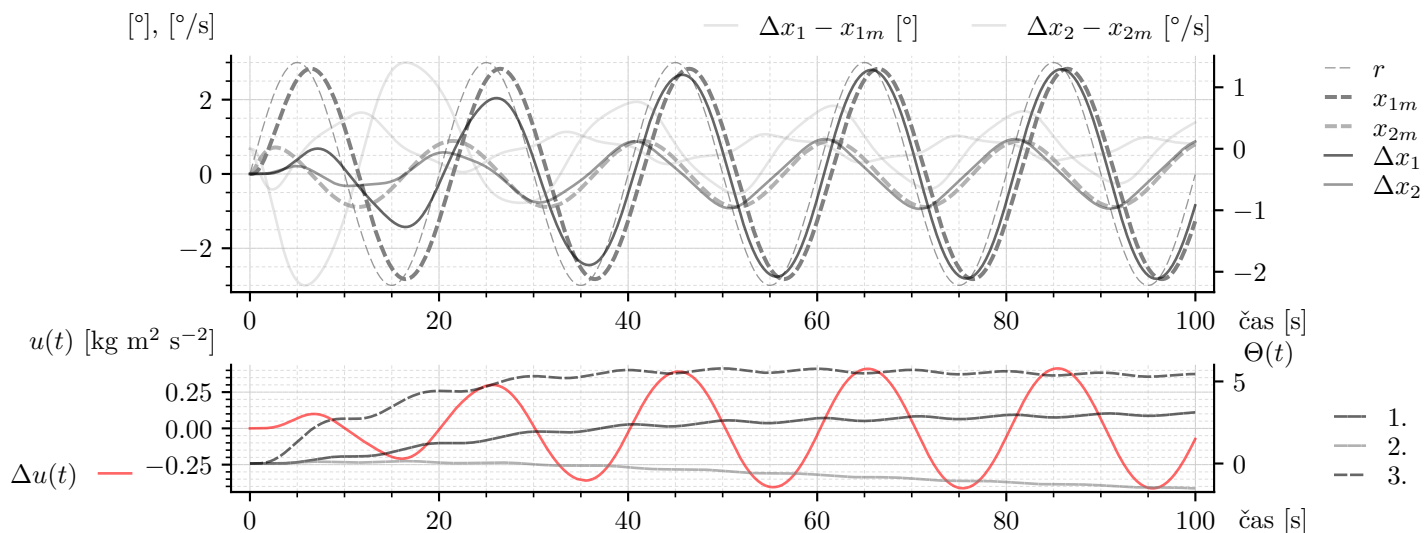 [°], [°/s]
Δx₁ − x₁ₘ [°]
Δx₂ − x₂ₘ [°/s]
2
0
−2
1
0
−1
−2
r
x₁ₘ
x₂ₘ
Δx₁
Δx₂
0 20 40 60 80 100
čas [s]
u(t) [kg m² s⁻²]
Θ(t)
0.25
0.00
−0.25
5
0
Δu(t)
1.
2.
3.
0 20 40 60 80 100
čas [s]